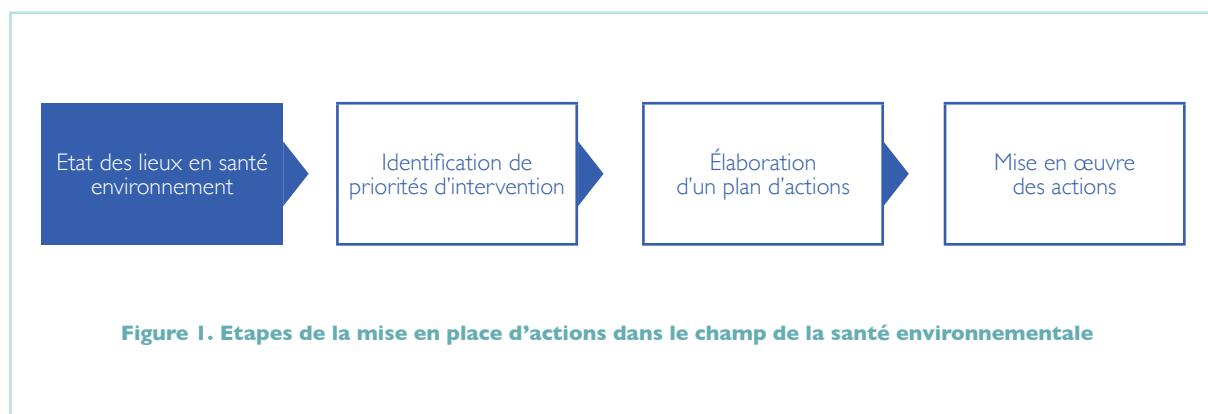 Etat des lieux en santé
environnement
Identification de
priorités d'intervention
Élaboration
d'un plan d'actions
Mise en œuvre
des actions
Figure 1. Etapes de la mise en place d'actions dans le champ de la santé environnementale